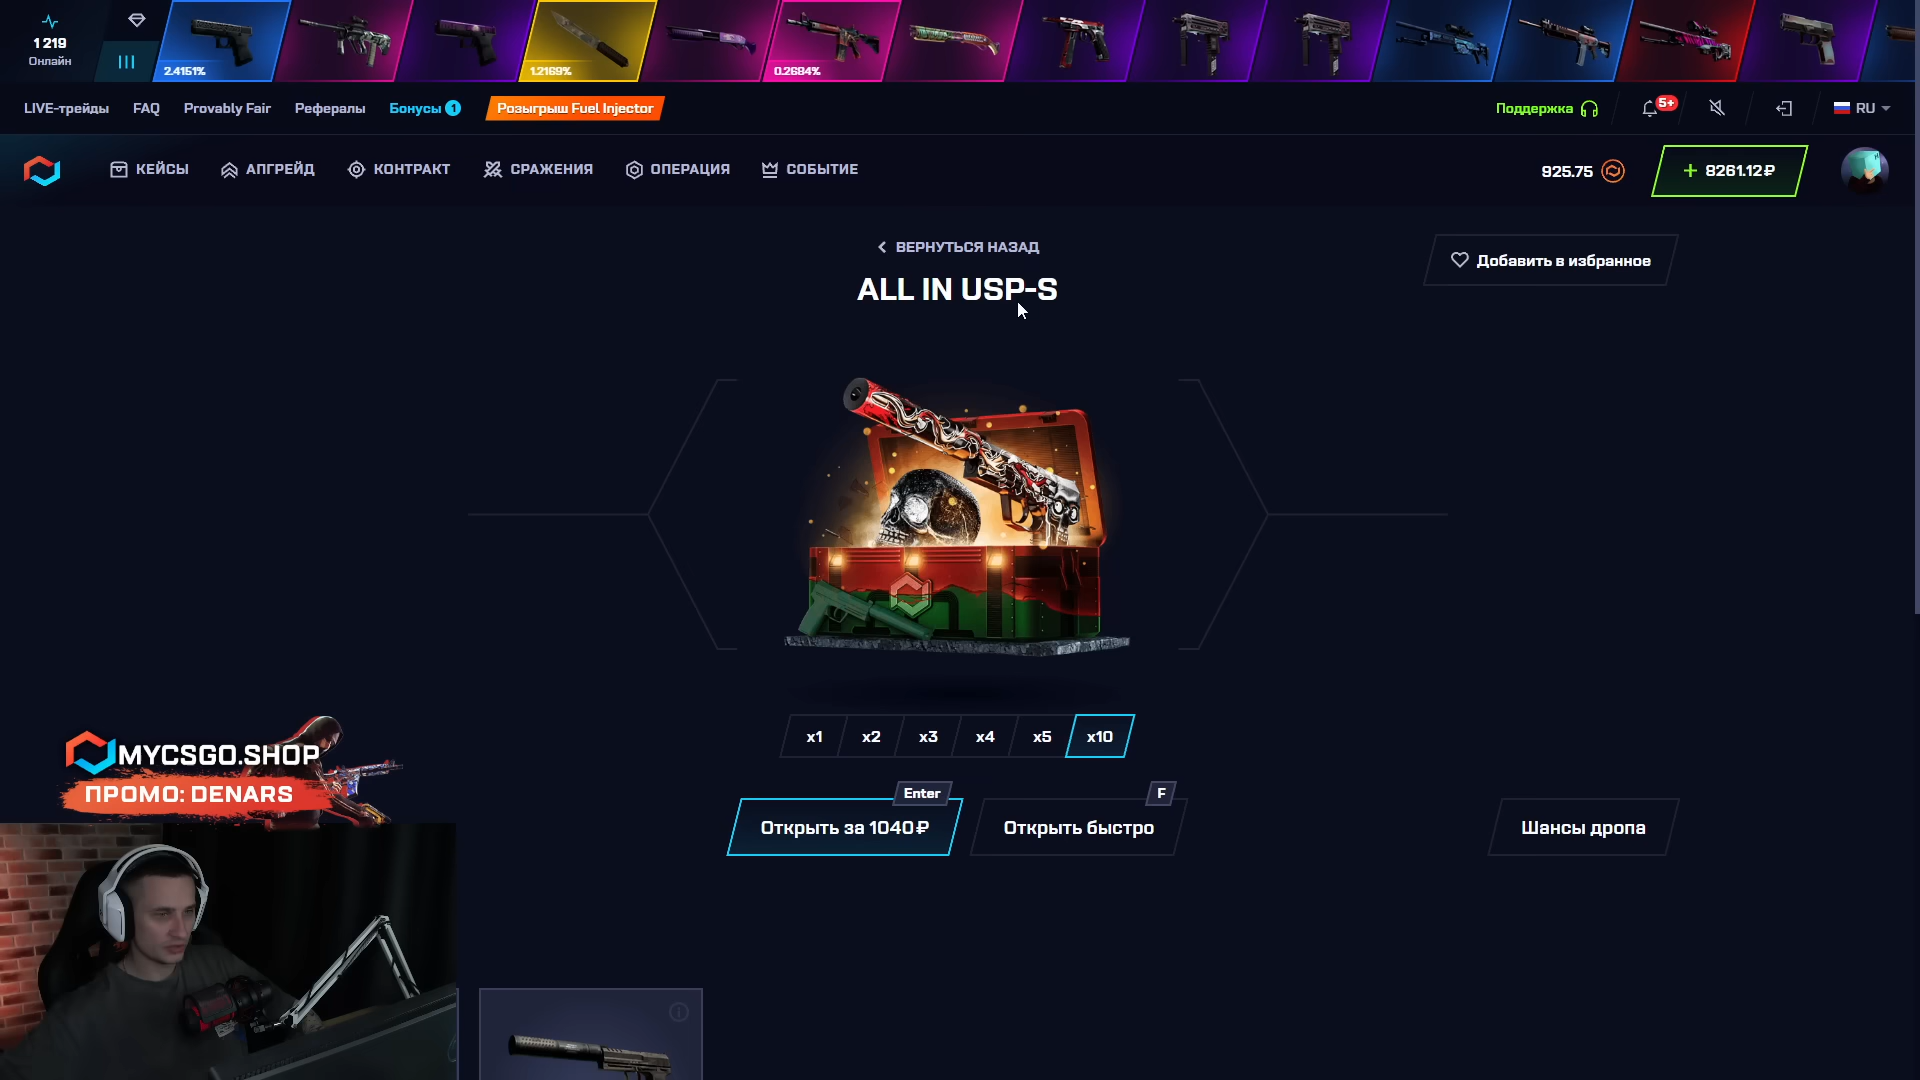 1 219
Онлайн
2.4151%
1.2169%
0.2684%
LIVE-трейды
FAQ
Provably Fair
Рефералы
Бонусы 1
Розыгрыш Fuel Injector
Поддержка
5+
RU
КЕЙСЫ
АПГРЕЙД
КОНТРАКТ
СРАЖЕНИЯ
ОПЕРАЦИЯ
СОБЫТИЕ
925.75
+ 8261.12₽
ВЕРНУТЬСЯ НАЗАД
Добавить в избранное
ALL IN USP-S
x1
x2
x3
x4
x5
x10
MYCSGO.SHOP
ПРОМО: DENARS
Enter
F
Открыть за 1040₽
Открыть быстро
Шансы дропа